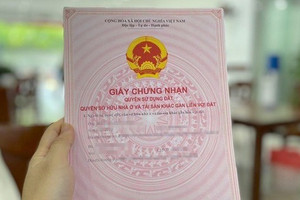 CỘNG HÒA XÃ HỘI CHỦ NGHĨA VIỆT NAM
Độc lập - Tự do - Hạnh phúc
GIẤY CHỨNG NHẬN
QUYỀN SỬ DỤNG ĐẤT
QUYỀN SỞ HỮU NHÀ Ở VÀ TÀI SẢN KHÁC GẮN LIỀN VỚI ĐẤT